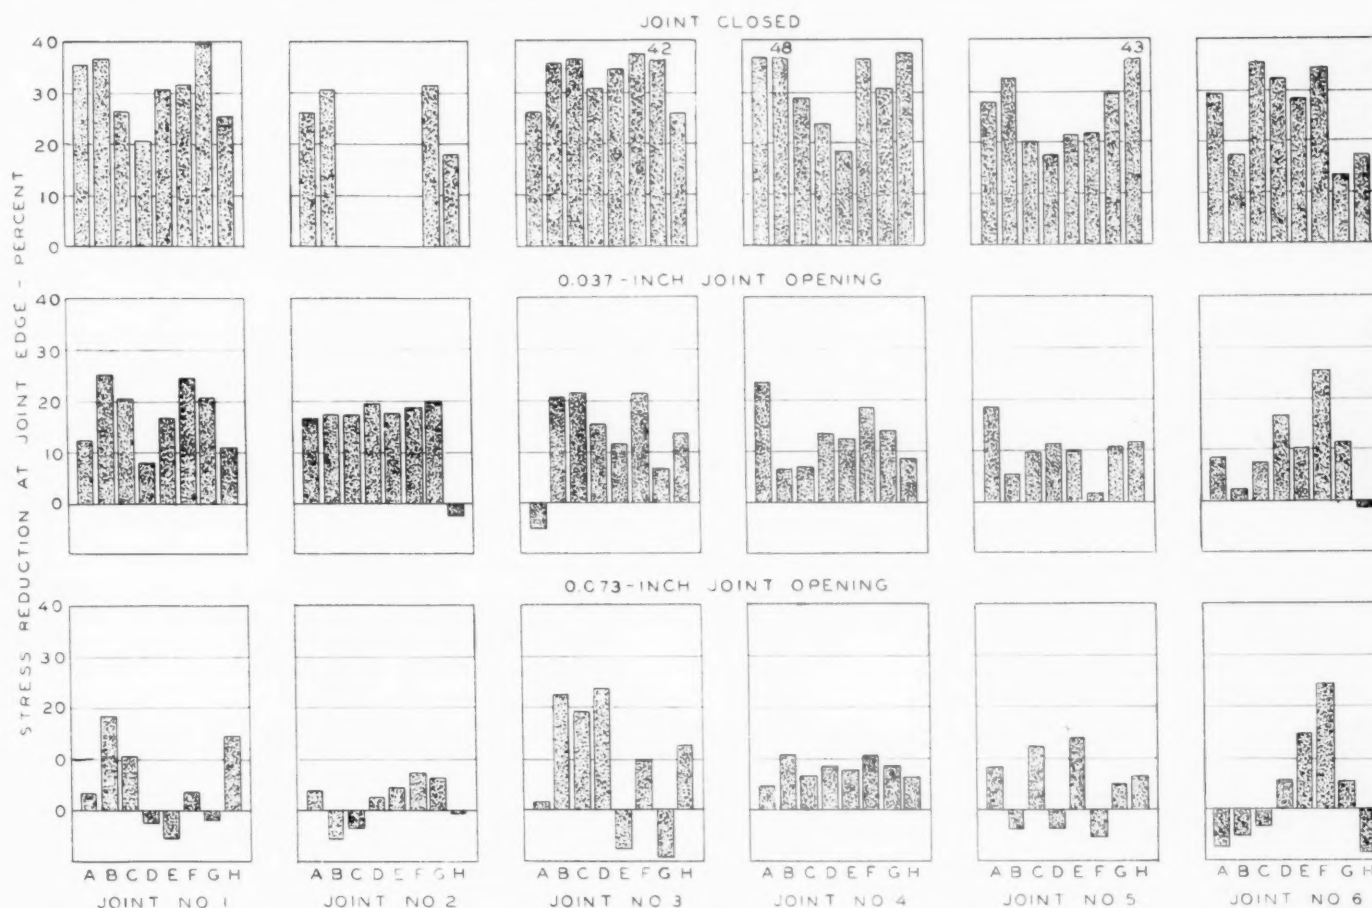 JOINT CLOSED
STRESS REDUCTION AT JOINT EDGE - PERCENT
40
30
20
10
0
42
48
43
0.037-INCH JOINT OPENING
40
30
20
10
0
0.073-INCH JOINT OPENING
40
30
20
0
0
A B C D E F G H
A B C D E F G H
A B C D E F G H
A B C D E F G H
A B C D E F G H
A B C D E F G H
JOINT NO 1
JOINT NO 2
JOINT NO 3
JOINT NO 4
JOINT NO 5
JOINT NO 6